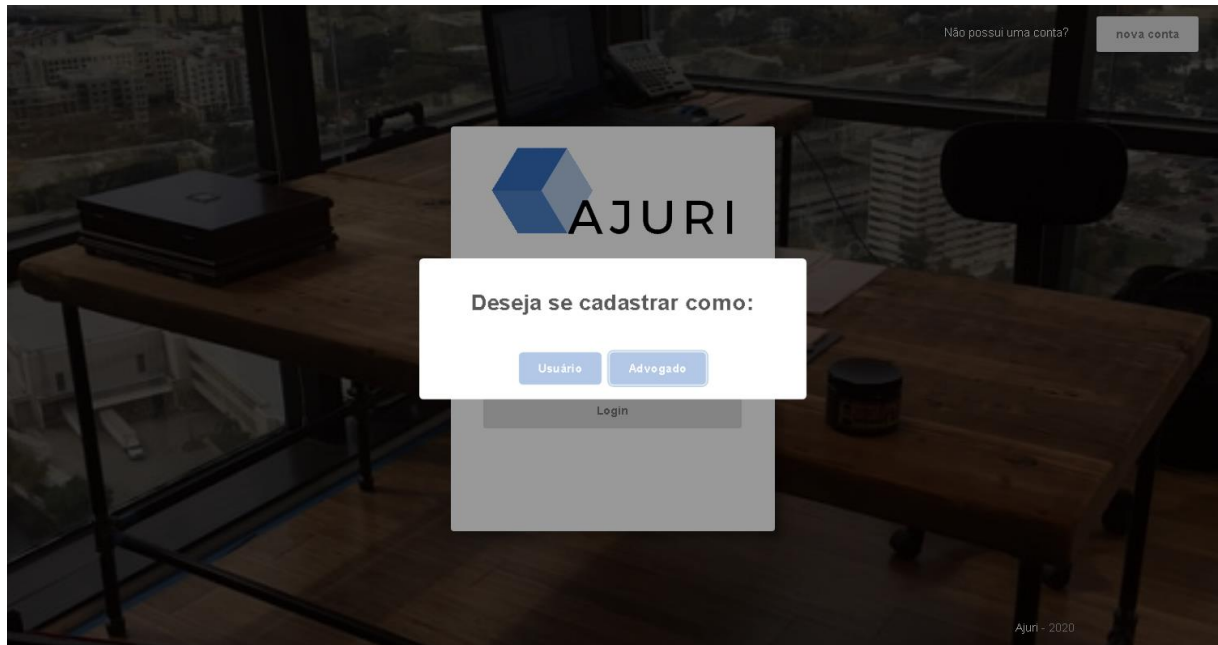 Não possui uma conta?
nova conta
AJURI
Deseja se cadastrar como:
Usuário
Advogado
Login
Ajuri - 2020